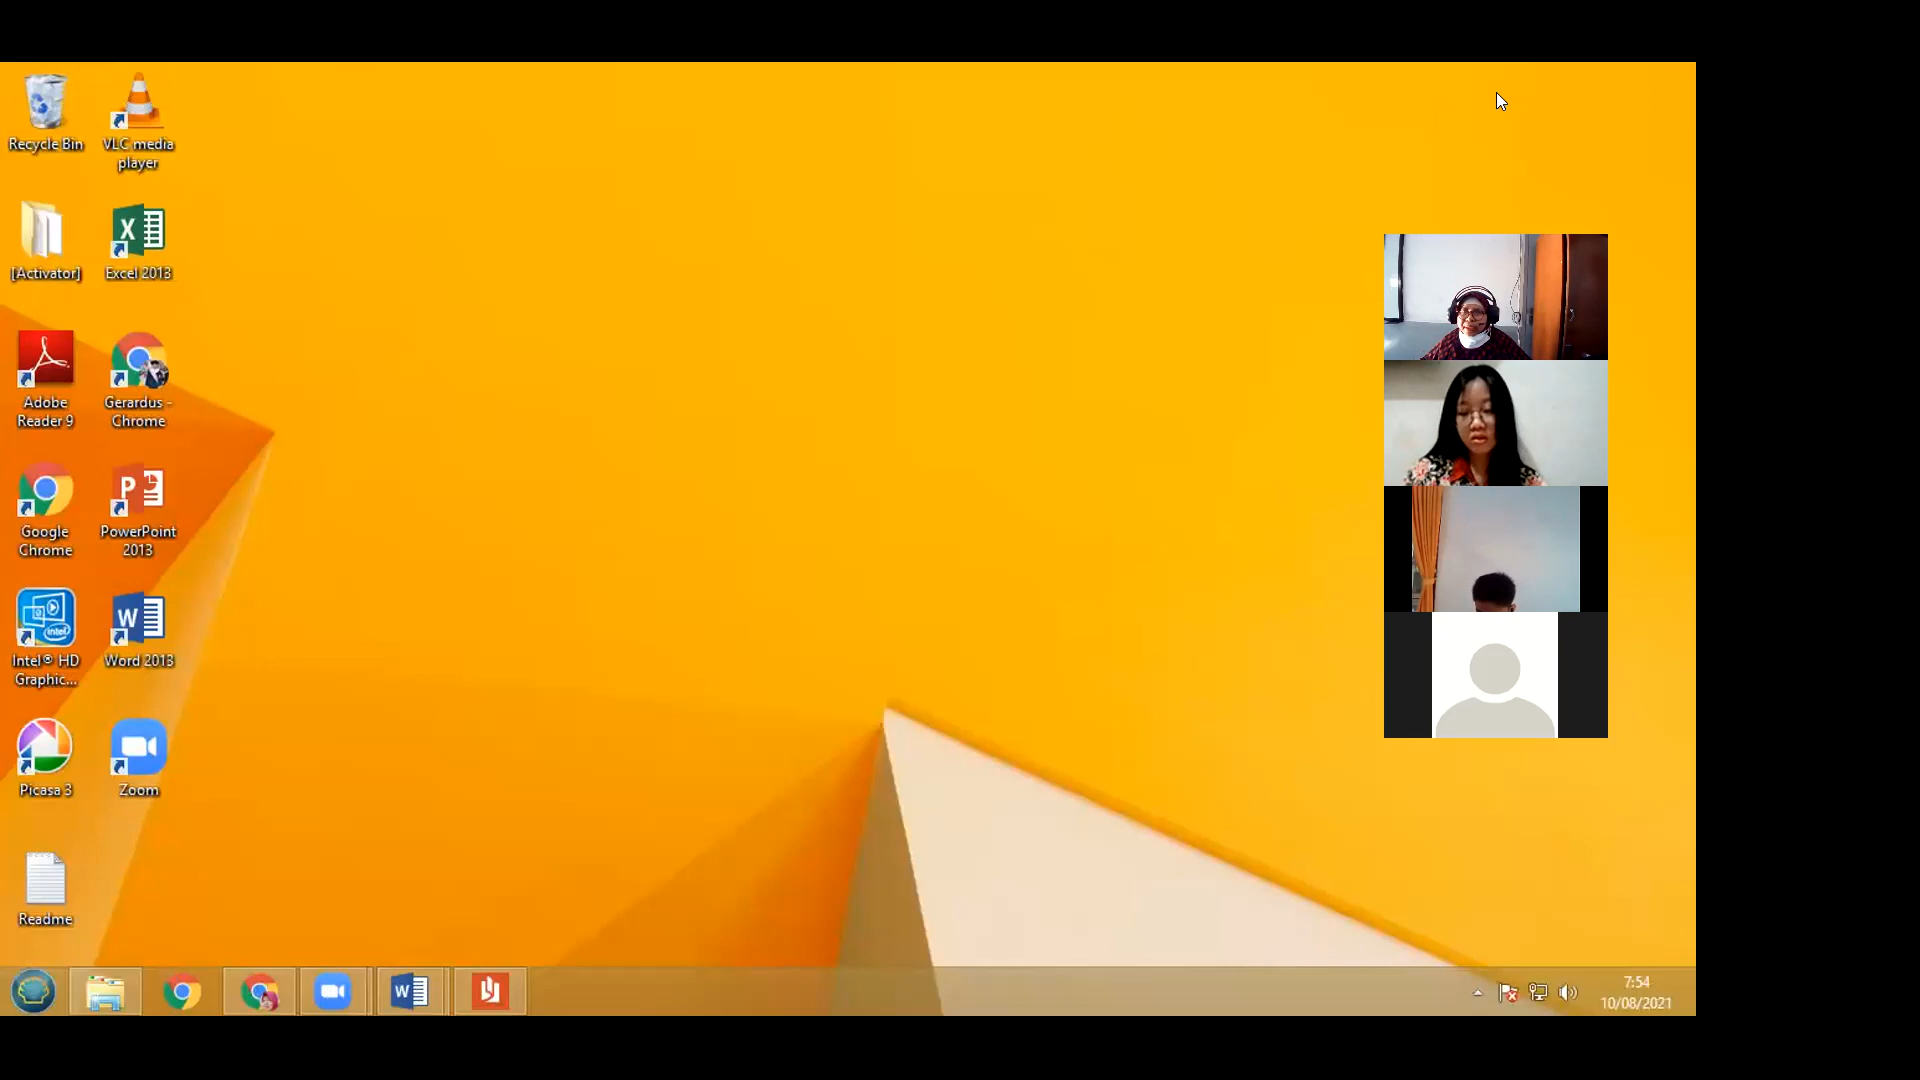 Recycle Bin
VLC media
player
[Activator]
Excel 2013
Adobe
Reader 9
Gerardus -
Chrome
Google
Chrome
PowerPoint
2013
Intel® HD
Graphic...
Word 2013
Picasa 3
Zoom
Readme
7:54
10/08/2021